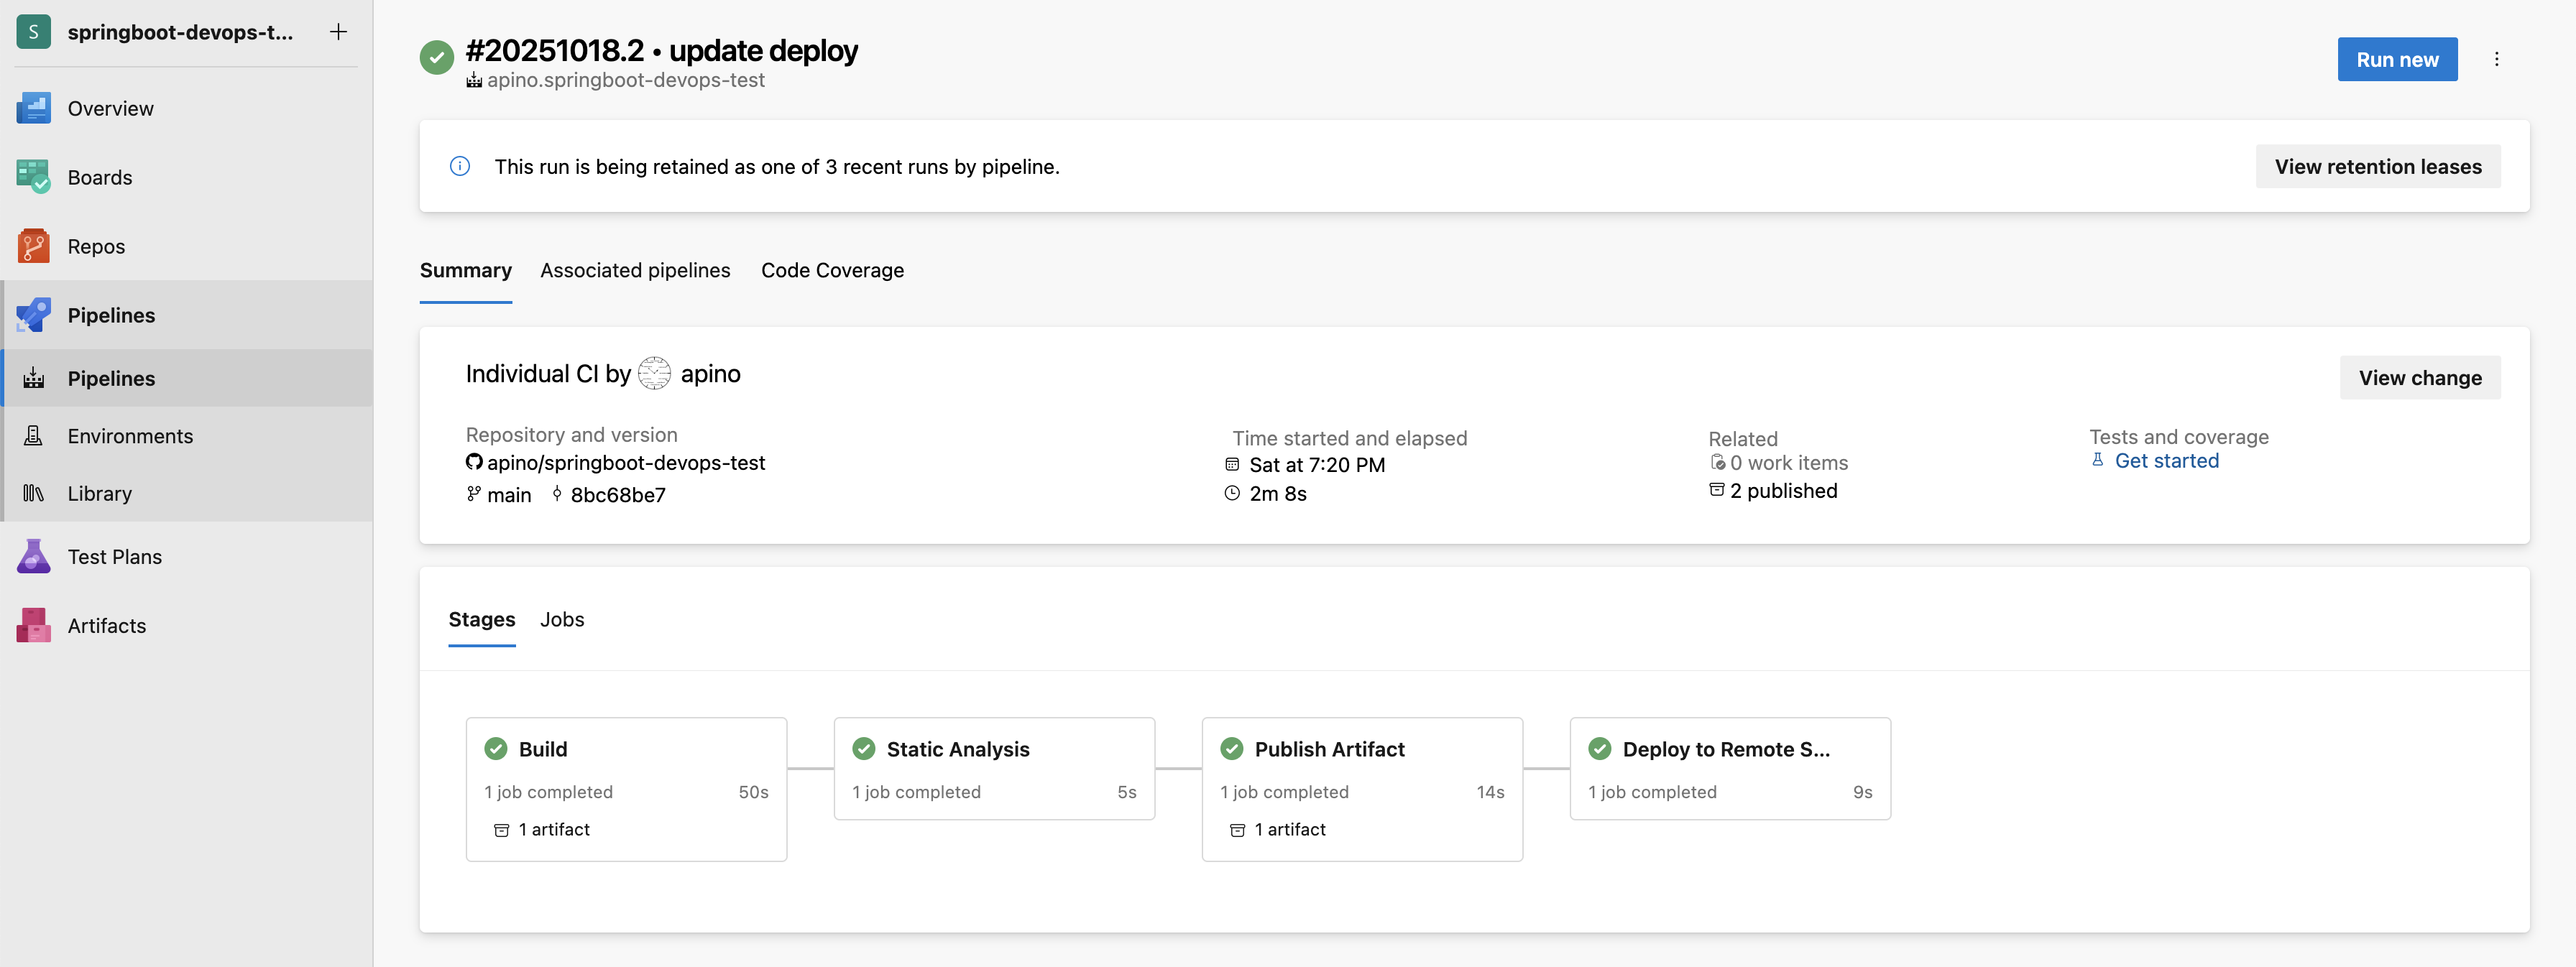 S springboot-devops-t...
Overview
Boards
Repos
Pipelines
Pipelines
Environments
Library
Test Plans
Artifacts
#20251018.2 • update deploy
apino.springboot-devops-test
Run new
This run is being retained as one of 3 recent runs by pipeline.
View retention leases
Summary Associated pipelines Code Coverage
Individual CI by apino
View change
Repository and version
apino/springboot-devops-test
main 8bc68be7
Time started and elapsed
Sat at 7:20 PM
2m 8s
Related
0 work items
2 published
Tests and coverage
Get started
Stages Jobs
Build
1 job completed 50s
1 artifact
Static Analysis
1 job completed 5s
Publish Artifact
1 job completed 14s
1 artifact
Deploy to Remote S...
1 job completed 9s